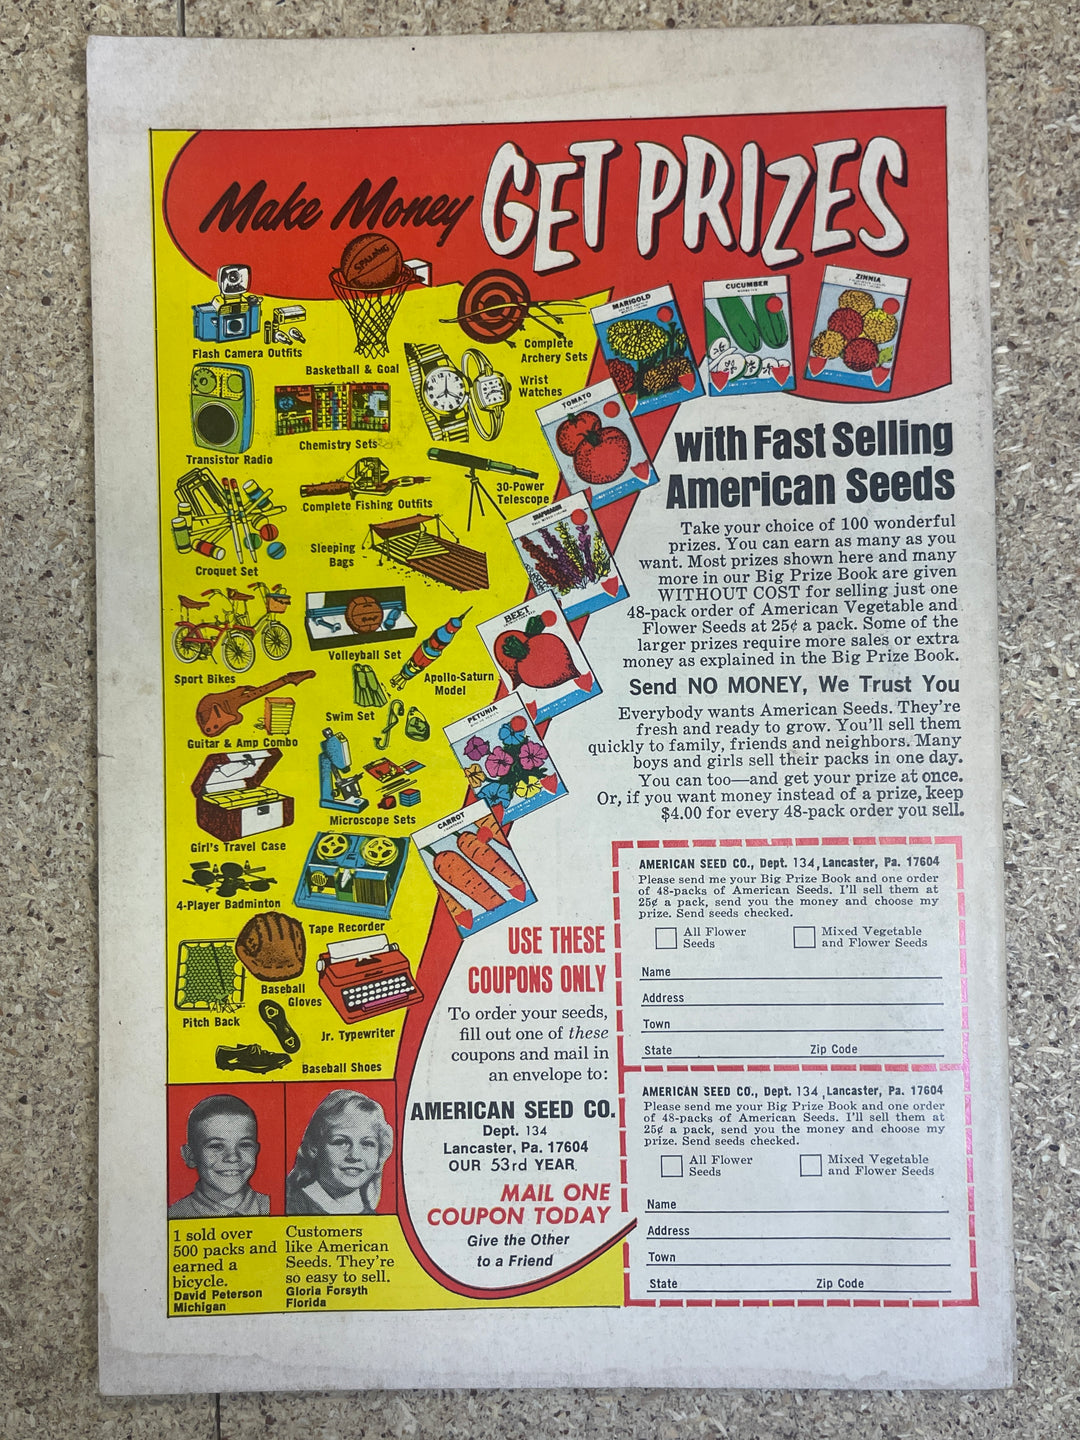 Make Money GET PRIZES
SPALDING
Flash Camera Outfits
Basketball & Goal
Complete
Archery Sets
Wrist
Watches
Transistor Radio
Chemistry Sets
30-Power
Telescope
Complete Fishing Outfits
Sleeping
Bags
Croquet Set
Volleyball Set
Apollo-Saturn
Model
Sport Bikes
Swim Set
Guitar & Amp Combo
Microscope Sets
Girl's Travel Case
4-Player Badminton
Tape Recorder
Baseball
Gloves
Pitch Back
Jr. Typewriter
Baseball Shoes
MARIGOLD
CUCUMBER
ZINNIA
TOMATO
SNAPDRAGON
BEET
PETUNIA
CARROT
with Fast Selling
American Seeds
Take your choice of 100 wonderful
prizes. You can earn as many as you
want. Most prizes shown here and many
more in our Big Prize Book are given
WITHOUT COST for selling just one
48-pack order of American Vegetable and
Flower Seeds at 25¢ a pack. Some of the
larger prizes require more sales or extra
money as explained in the Big Prize Book.
Send NO MONEY, We Trust You
Everybody wants American Seeds. They're
fresh and ready to grow. You'll sell them
quickly to family, friends and neighbors. Many
boys and girls sell their packs in one day.
You can too—and get your prize at once.
Or, if you want money instead of a prize, keep
$4.00 for every 48-pack order you sell.
USE THESE
COUPONS ONLY
To order your seeds,
fill out one of these
coupons and mail in
an envelope to:
AMERICAN SEED CO.
Dept. 134
Lancaster, Pa. 17604
OUR 53rd YEAR
MAIL ONE
COUPON TODAY
Give the Other
to a Friend
AMERICAN SEED CO., Dept. 134, Lancaster, Pa. 17604
Please send me your Big Prize Book and one order
of 48-packs of American Seeds. I'll sell them at
25¢ a pack, send you the money and choose my
prize. Send seeds checked.
All Flower
Seeds
Mixed Vegetable
and Flower Seeds
Name
Address
Town
State Zip Code
AMERICAN SEED CO., Dept. 134, Lancaster, Pa. 17604
Please send me your Big Prize Book and one order
of 48-packs of American Seeds. I'll sell them at
25¢ a pack, send you the money and choose my
prize. Send seeds checked.
All Flower
Seeds
Mixed Vegetable
and Flower Seeds
Name
Address
Town
State Zip Code
I sold over
500 packs and
earned a
bicycle.
David Peterson
Michigan
Customers
like American
Seeds. They're
so easy to sell.
Gloria Forsyth
Florida